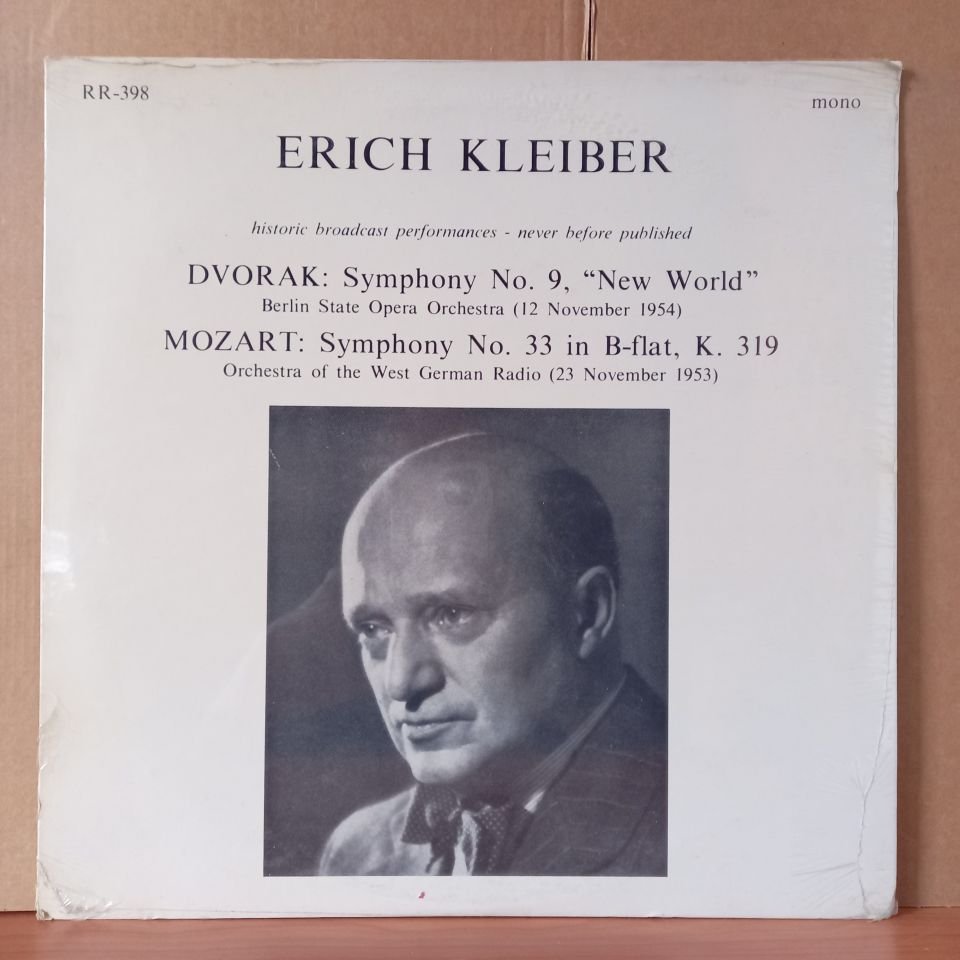 RR-398
mono
ERICH KLEIBER
historic broadcast performances - never before published
DVORAK: Symphony No. 9, “New World”
Berlin State Opera Orchestra (12 November 1954)
MOZART: Symphony No. 33 in B-flat, K. 319
Orchestra of the West German Radio (23 November 1953)